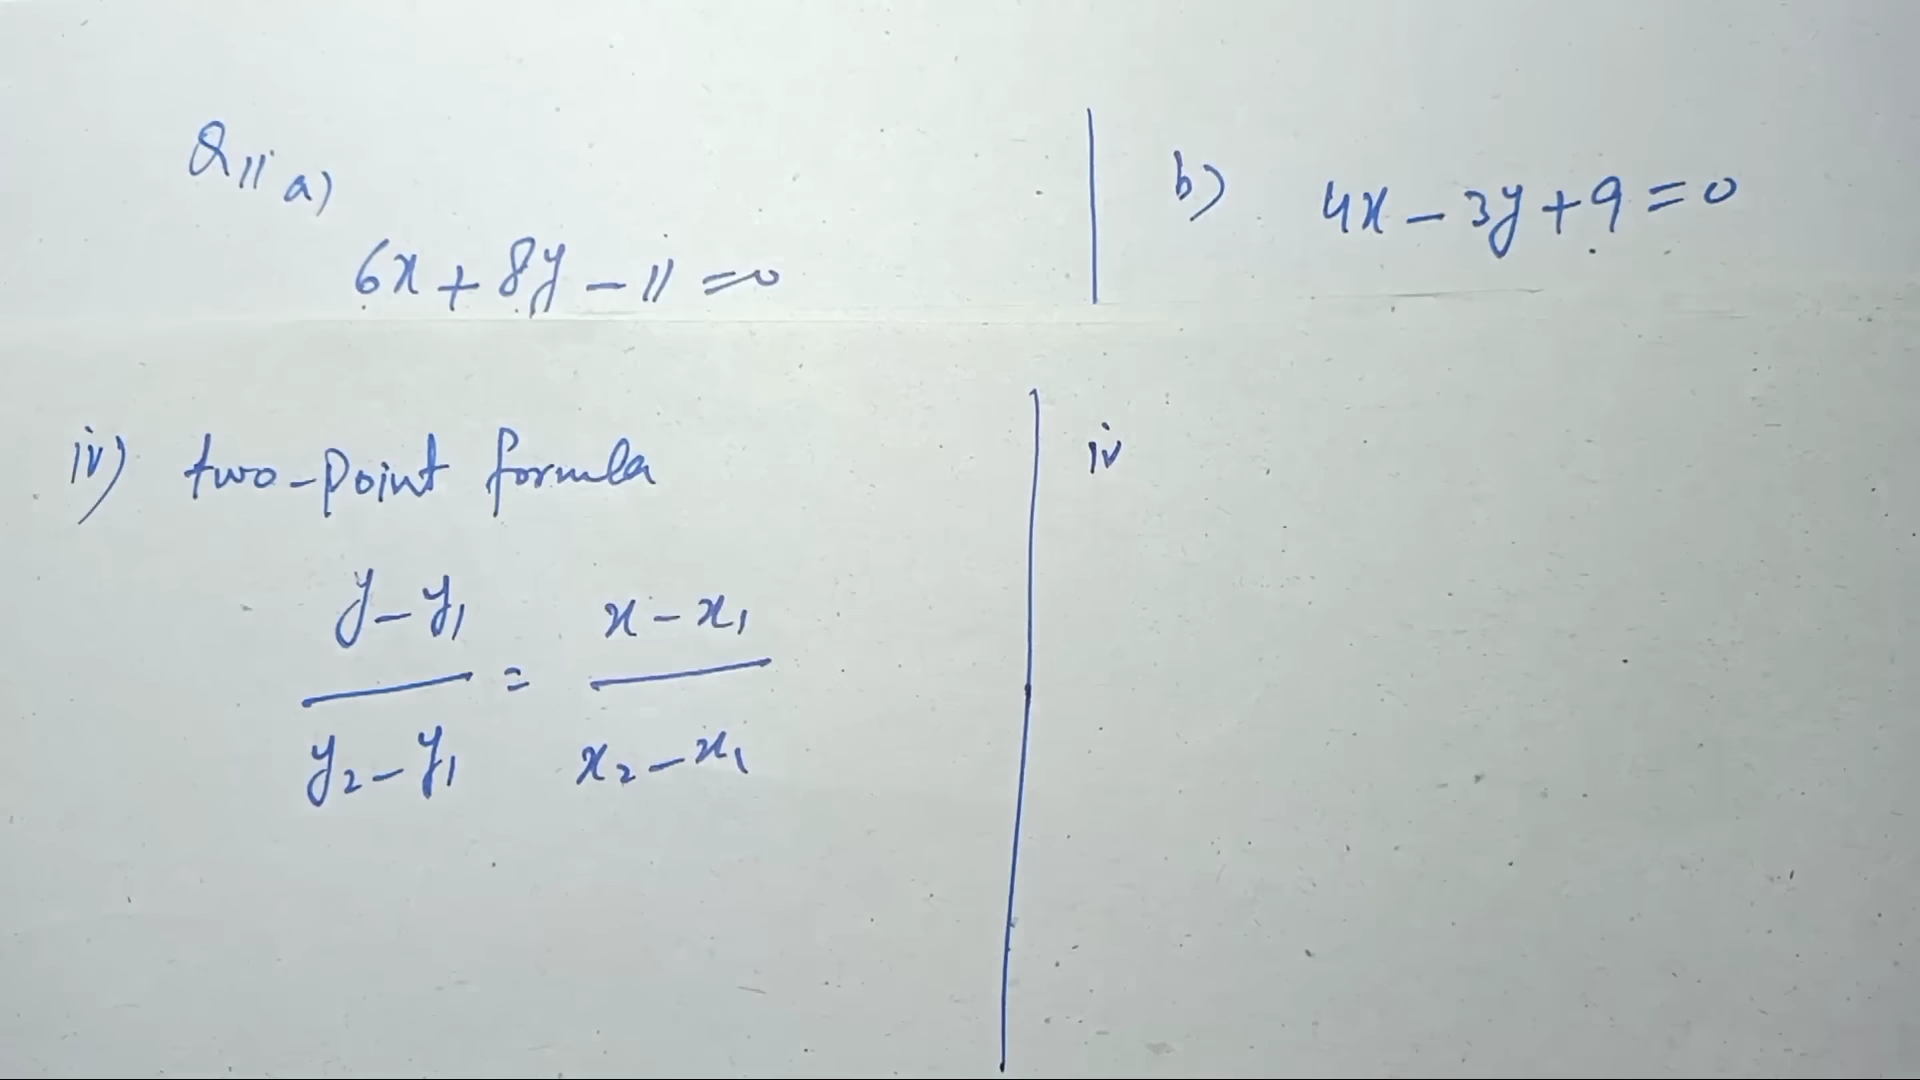 Q11 a)
6x + 8y - 11 = 0
b) 4x - 3y + 9 = 0
iv) two-point formula
y - y₁ = x - x₁
y₂ - y₁ x₂ - x₁
iv